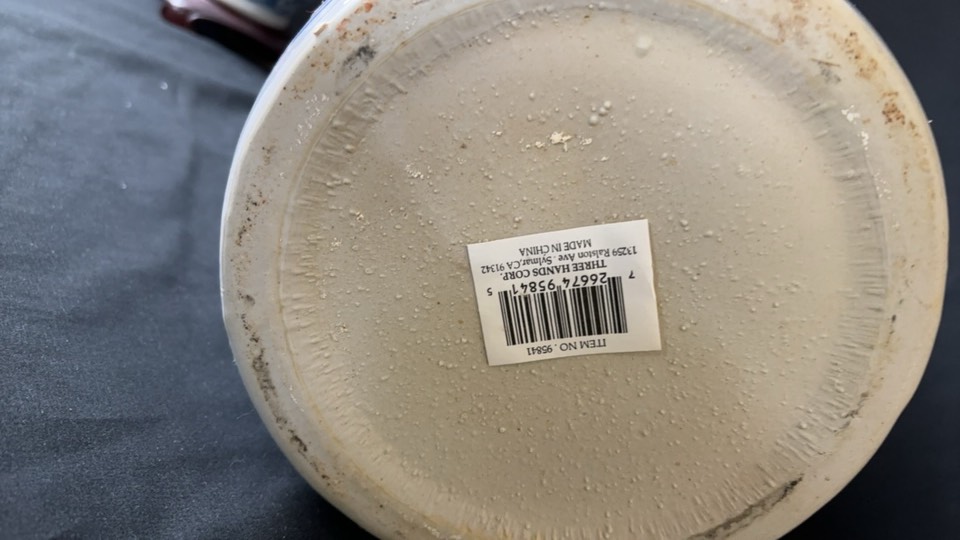 ITEM NO . 95841
7 26674 95841 5
THREE HANDS CORP.
13259 Ralston Ave . Sylmar,CA 91342
MADE IN CHINA